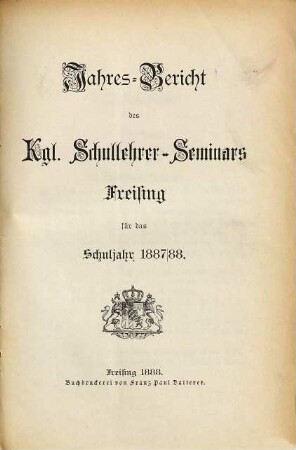 Jahres-Bericht
des
Kgl. Schullehrer-Seminars
Freising
für das
Schuljahr 1887/88.
Freising 1888.
Buchdruckerei von Franz Paul Datterer.